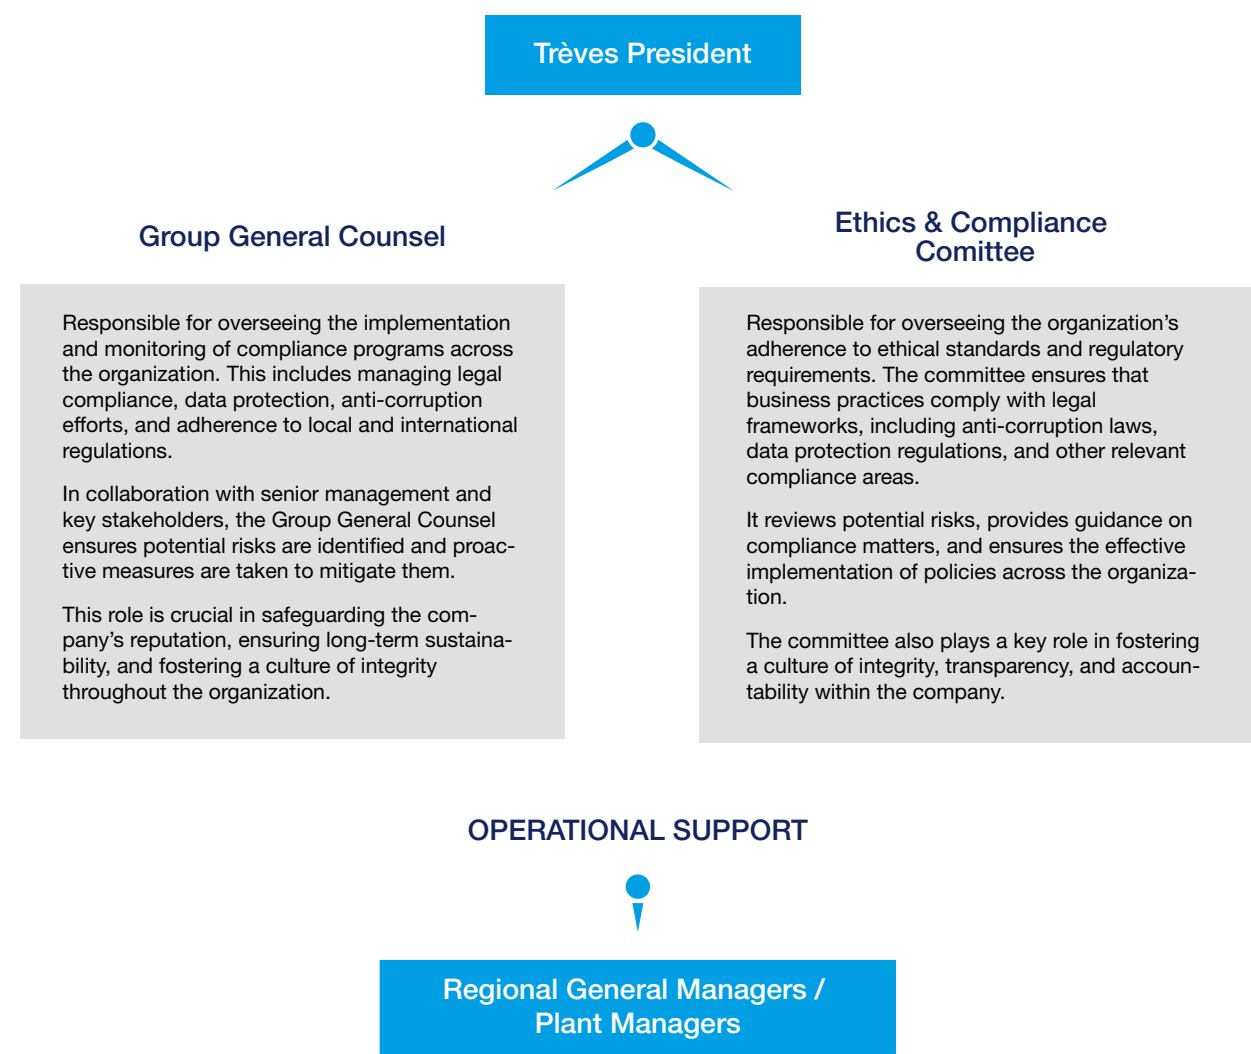 Trèves President
Group General Counsel
Responsible for overseeing the implementation
and monitoring of compliance programs across
the organization. This includes managing legal
compliance, data protection, anti-corruption
efforts, and adherence to local and international
regulations.
In collaboration with senior management and
key stakeholders, the Group General Counsel
ensures potential risks are identified and proac-
tive measures are taken to mitigate them.
This role is crucial in safeguarding the com-
pany’s reputation, ensuring long-term sustaina-
bility, and fostering a culture of integrity
throughout the organization.
Ethics & Compliance
Comittee
Responsible for overseeing the organization’s
adherence to ethical standards and regulatory
requirements. The committee ensures that
business practices comply with legal
frameworks, including anti-corruption laws,
data protection regulations, and other relevant
compliance areas.
It reviews potential risks, provides guidance on
compliance matters, and ensures the effective
implementation of policies across the organiza-
tion.
The committee also plays a key role in fostering
a culture of integrity, transparency, and accoun-
tability within the company.
OPERATIONAL SUPPORT
Regional General Managers /
Plant Managers